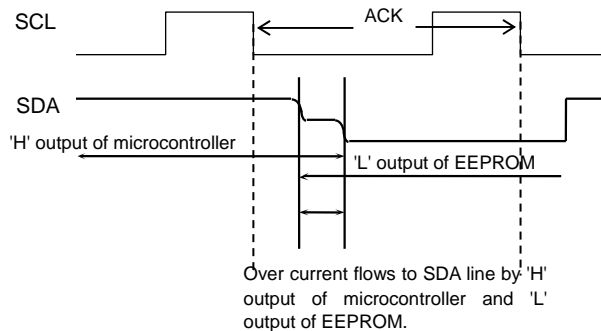 SCL
ACK
SDA
'H' output of microcontroller
'L' output of EEPROM
Over current flows to SDA line by 'H'
output of microcontroller and 'L'
output of EEPROM.